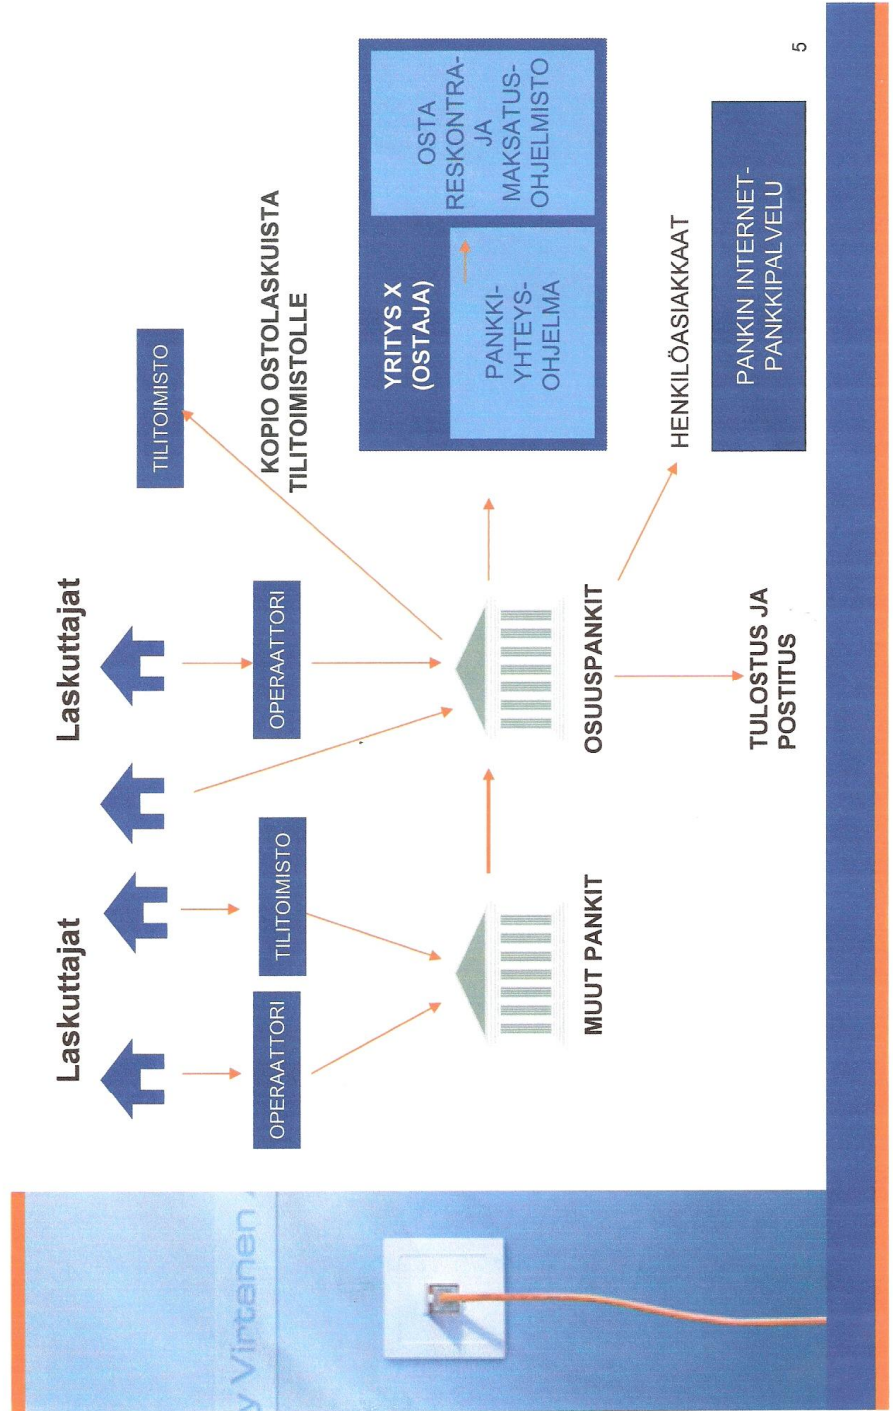 Laskuttajat
Laskuttajat
OPERAATTORI
TILITOIMISTO
OPERAATTORI
TILITOIMISTO
KOPIO OSTOLASKUISTA
TILITOIMISTOLLE
MUUT PANKIT
OSUUSPANKIT
YRITYS X
(OSTAJA)
PANKKI-
YHTEYS-
OHJELMA
OSTA
RESKONTRA-
JA
MAKSATUS-
OHJELMISTO
TULOSTUS JA
POSTITUS
HENKILÖASIAKKAAT
PANKIN INTERNET-
PANKKIPALVELU
y Virtanen
5